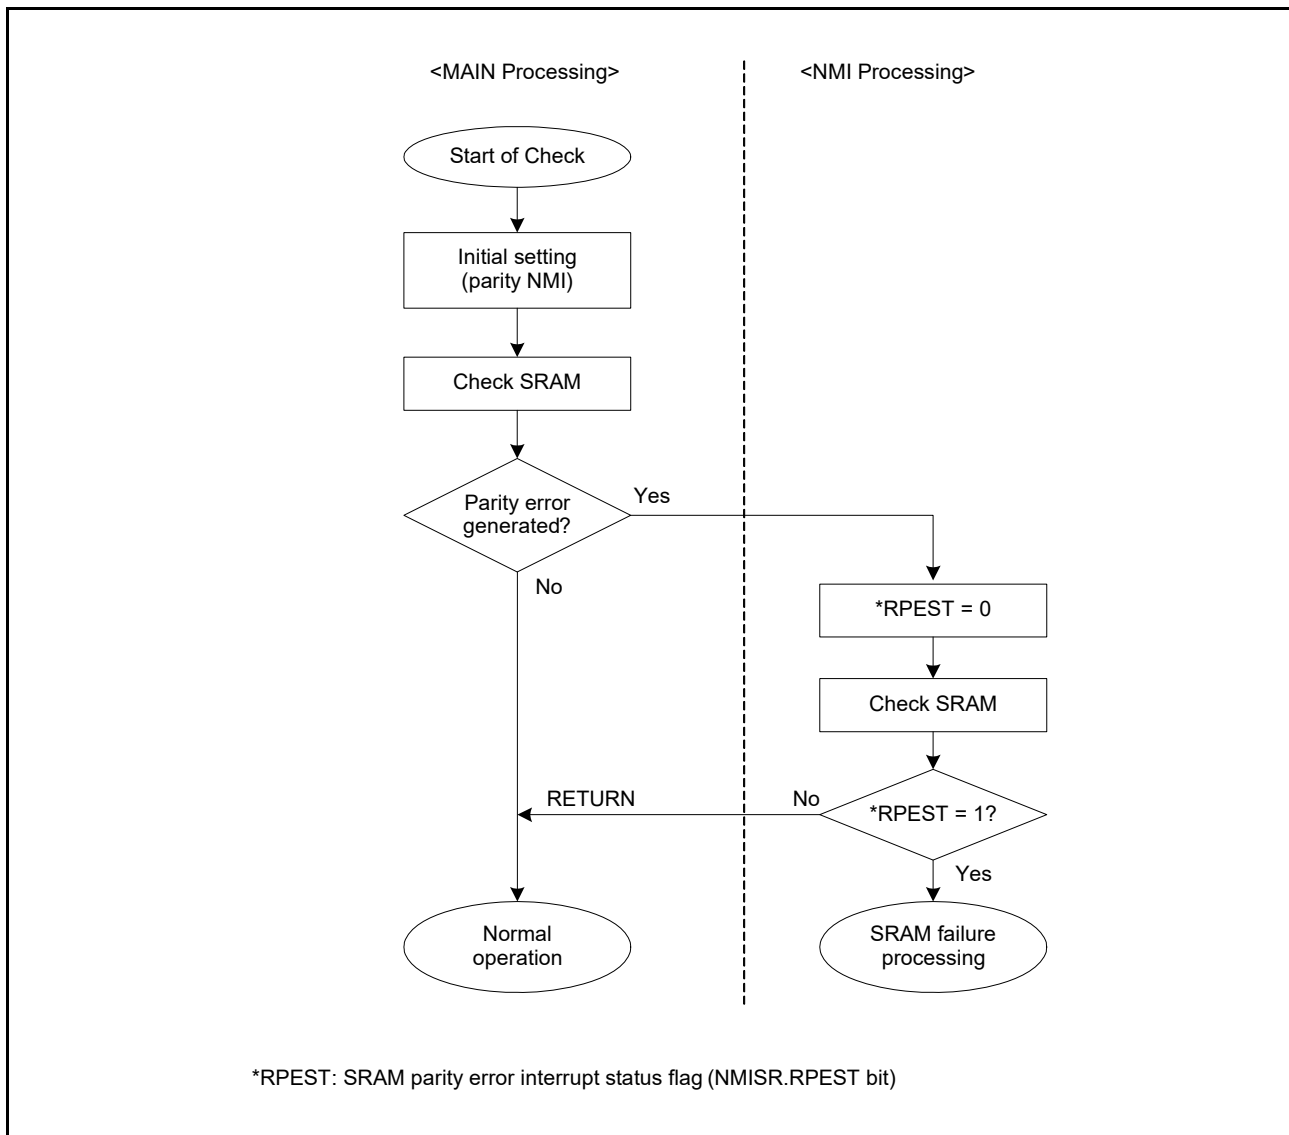 <MAIN Processing>
<NMI Processing>
Start of Check
Initial setting
(parity NMI)
Check SRAM
Parity error
generated?
Yes
No
*RPEST = 0
Check SRAM
*RPEST = 1?
No
RETURN
Yes
Normal
operation
SRAM failure
processing
*RPEST: SRAM parity error interrupt status flag (NMISR.RPEST bit)